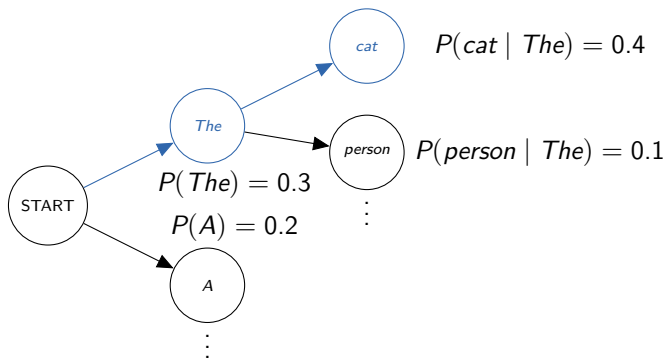 cat
P(cat | The) = 0.4
The
person
P(person | The) = 0.1
P(The) = 0.3
⋮
START
P(A) = 0.2
A
⋮